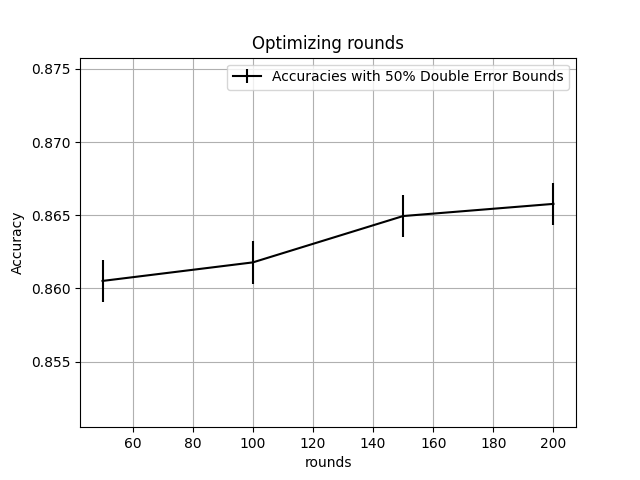 Optimizing rounds
Accuracies with 50% Double Error Bounds
0.875
0.870
0.865
0.860
0.855
Accuracy
60 80 100 120 140 160 180 200
rounds